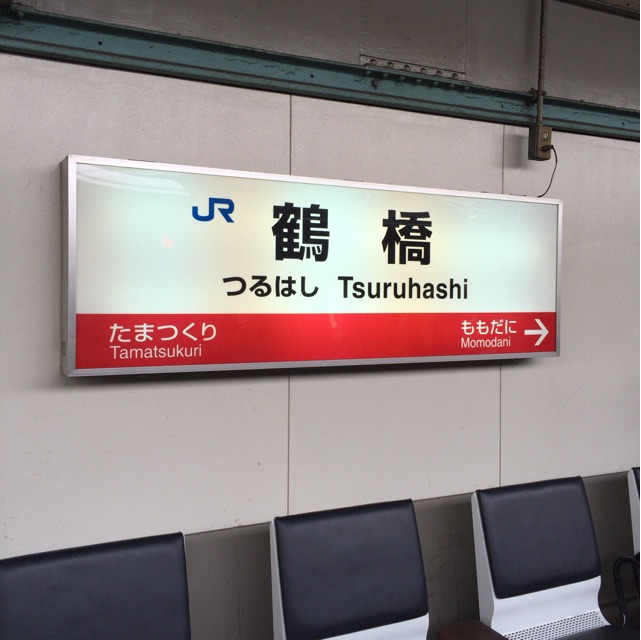 JR 鶴橋
つるはし Tsuruhashi
たまつくり ももだに →
Tamatsukuri Momodani